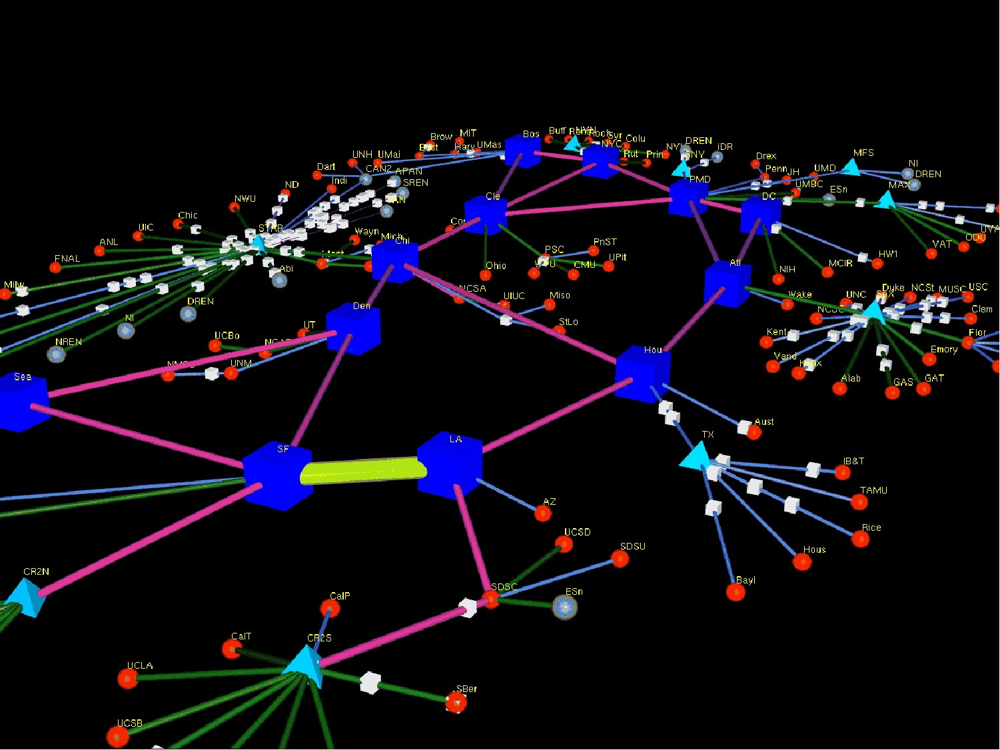 Brow
MIT
UMas
Bos
Buff
Roch
Syr
Colu
NYC
Rut
Prin
DREN
SNY
iDR
MFS
UNH
UMai
Harv
Dart
CAN2
APAN
SREN
Indi
ND
PMD
Drex
Penn
JH
UMD
UMBC
ESn
NI
DREN
MAX
NWU
Cle
DC
Chic
UIC
STAR
ANL
FNAL
Wayn
Mich
Chi
PSC
PnST
UPit
CMU
Ohio
UVA
ODU
VAT
HW1
MCIR
NIH
Atl
Milw
Abi
DREN
NI
NREN
Den
NCSA
UIUC
Miso
StLo
Wake
UNC
Duke
NCSt
MUSC
USC
Clem
Flor
Emory
GAT
GAS
Alab
Kent
Vand
UT
UCBo
UNM
Hou
Sea
Aust
TX
IB&T
TAMU
Rice
Hous
Bayl
SF
LA
AZ
UCSD
SDSU
SDSC
ESn
CR2N
CalP
CalT
CR2S
UCLA
SBer
UCSB